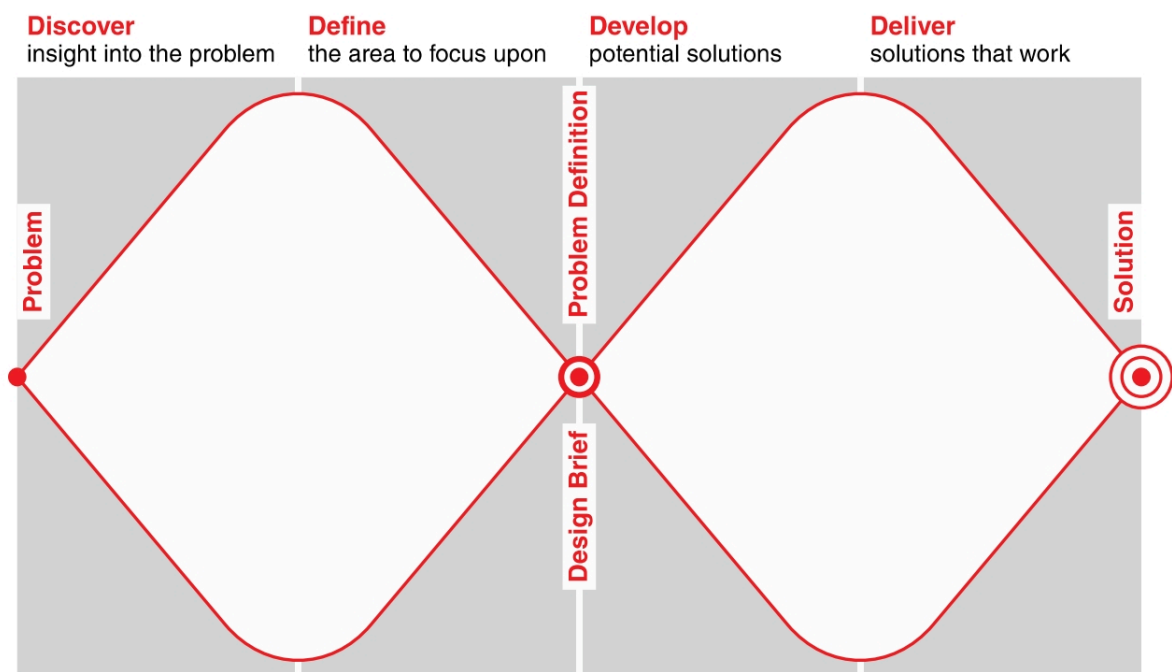 Discover
insight into the problem
Define
the area to focus upon
Develop
potential solutions
Deliver
solutions that work
Problem
Problem Definition
Design Brief
Solution